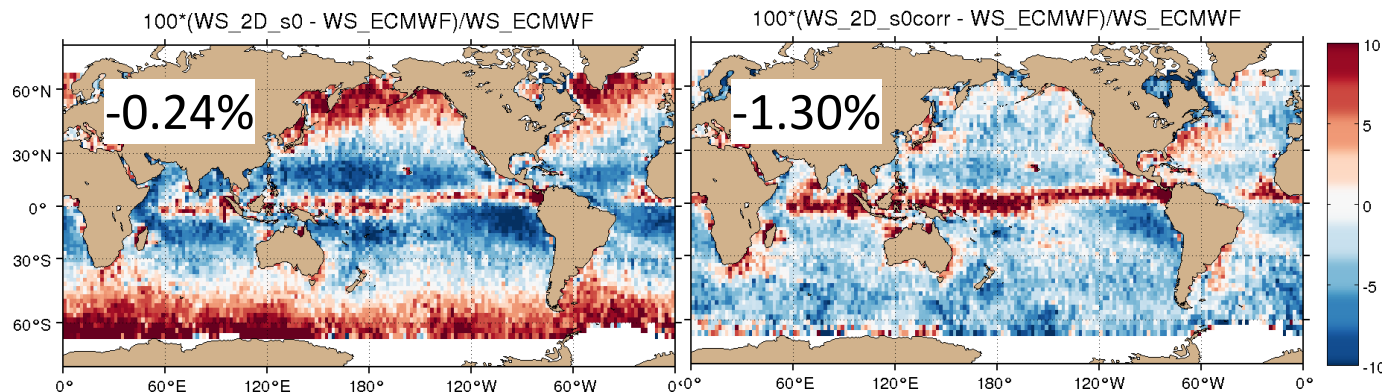 100*(WS_2D_s0 - WS_ECMWF)/WS_ECMWF
100*(WS_2D_s0corr - WS_ECMWF)/WS_ECMWF
-0.24%
-1.30%
60°N
30°N
0°
30°S
60°S
0° 60°E 120°E 180°W 120°W 60°W 0°
0° 60°E 120°E 180°W 120°W 60°W 0°
10
5
0
-5
-10